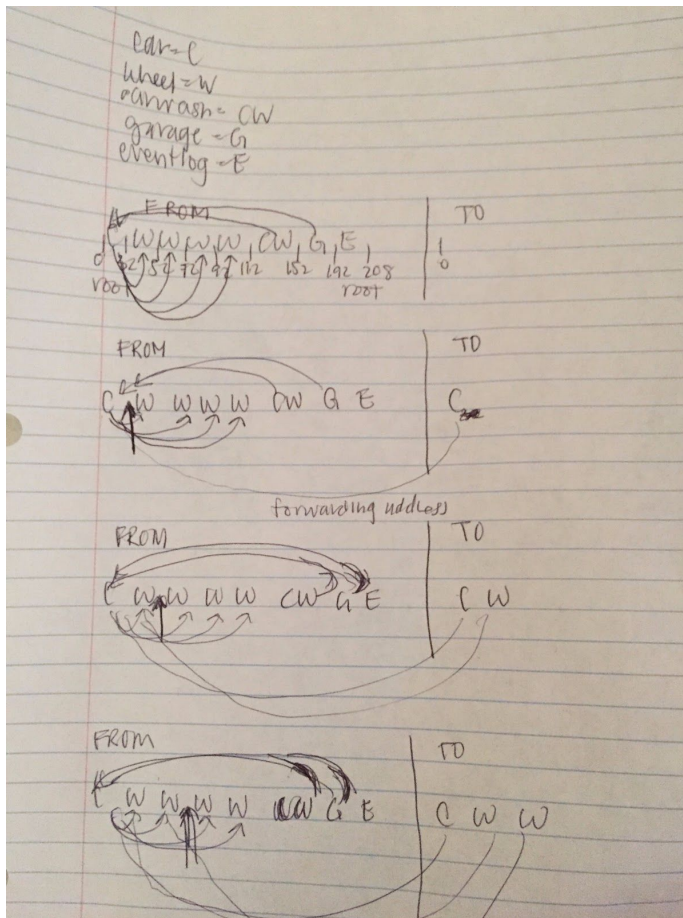 Car = C
Wheel = W
carwash = CW
garage = G
eventlog = E
FROM TO
C W W W W CW G E
0 32 52 72 92 112 152 192 208 0
root root
FROM TO
C W W W W CW G E C
forwarding address
FROM TO
C W W W W CW G E C W
FROM TO
C W W W W CW G E C W W